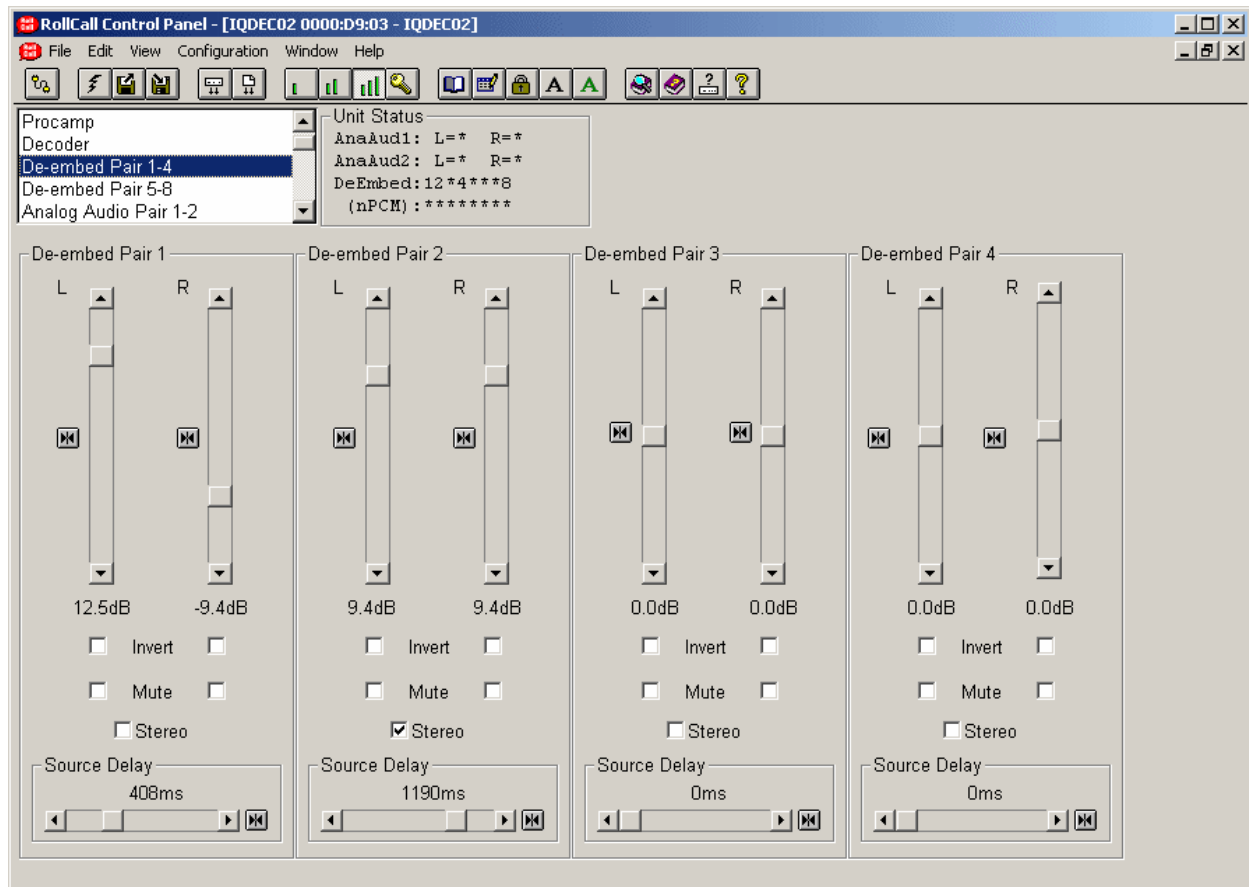 RollCall Control Panel - [IQDEC02 0000:D9:03 - IQDEC02]
File Edit View Configuration Window Help
A A ? ?
Procamp
Decoder
De-embed Pair 1-4
De-embed Pair 5-8
Analog Audio Pair 1-2
Unit Status
AnaAud1: L=* R=*
AnaAud2: L=* R=*
DeEmbed:12*4***8
(nPCM) :********
De-embed Pair 1 De-embed Pair 2 De-embed Pair 3 De-embed Pair 4
L R L R L R L R
12.5dB -9.4dB 9.4dB 9.4dB 0.0dB 0.0dB 0.0dB 0.0dB
Invert Invert Invert Invert
Mute Mute Mute Mute
Stereo Stereo Stereo Stereo
Source Delay Source Delay Source Delay Source Delay
408ms 1190ms 0ms 0ms